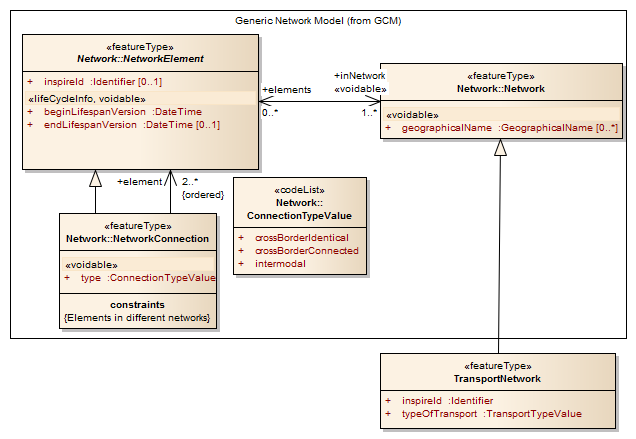 Generic Network Model (from GCM)
«featureType»
Network::NetworkElement
+ inspireId :Identifier [0..1]
«lifeCycleInfo, voidable»
+ beginLifespanVersion :DateTime
+ endLifespanVersion :DateTime [0..1]
+elements
0..*
+inNetwork
«voidable»
1..*
«featureType»
Network::Network
«voidable»
+ geographicalName :GeographicalName [0..*]
+element
2..*
{ordered}
«featureType»
Network::NetworkConnection
«voidable»
+ type :ConnectionTypeValue
constraints
{Elements in different networks}
«codeList»
Network::
ConnectionTypeValue
+ crossBorderIdentical
+ crossBorderConnected
+ intermodal
«featureType»
TransportNetwork
+ inspireId :Identifier
+ typeOfTransport :TransportTypeValue